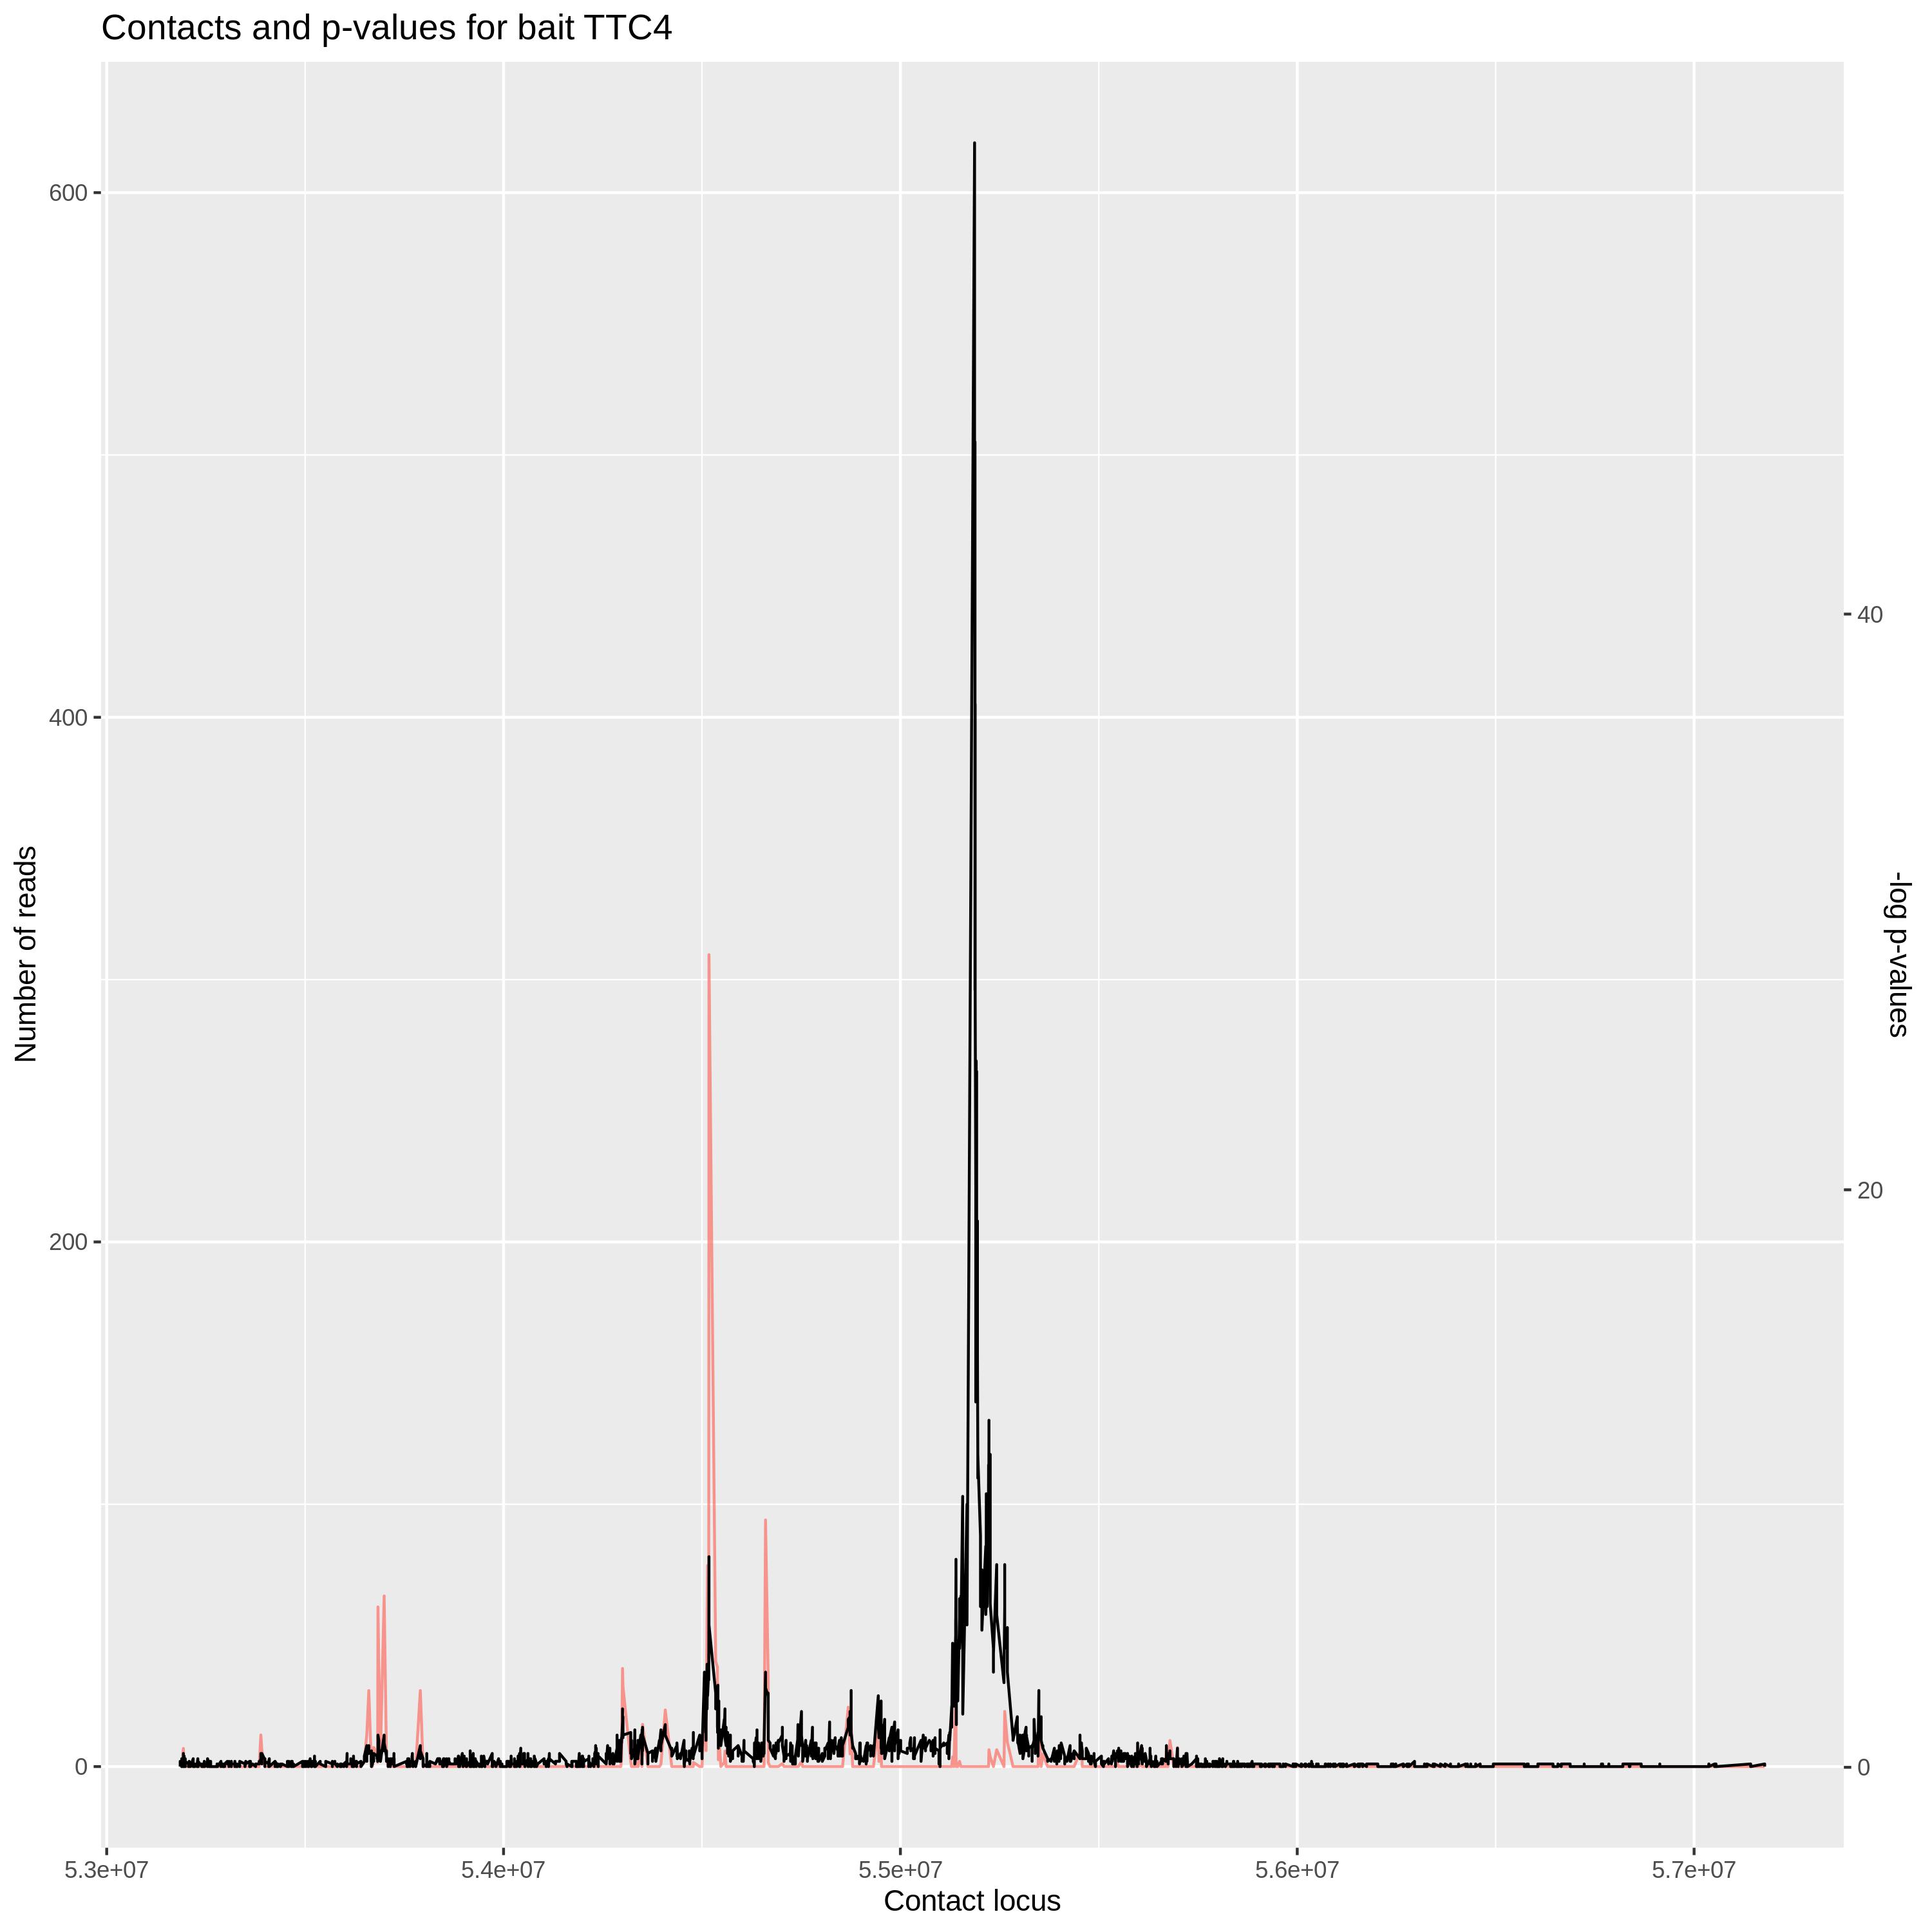 Contacts and p-values for bait TTC4
600
400
200
0
Number of reads
40
20
0
-log p-values
5.3e+07
5.4e+07
5.5e+07
5.6e+07
5.7e+07
Contact locus